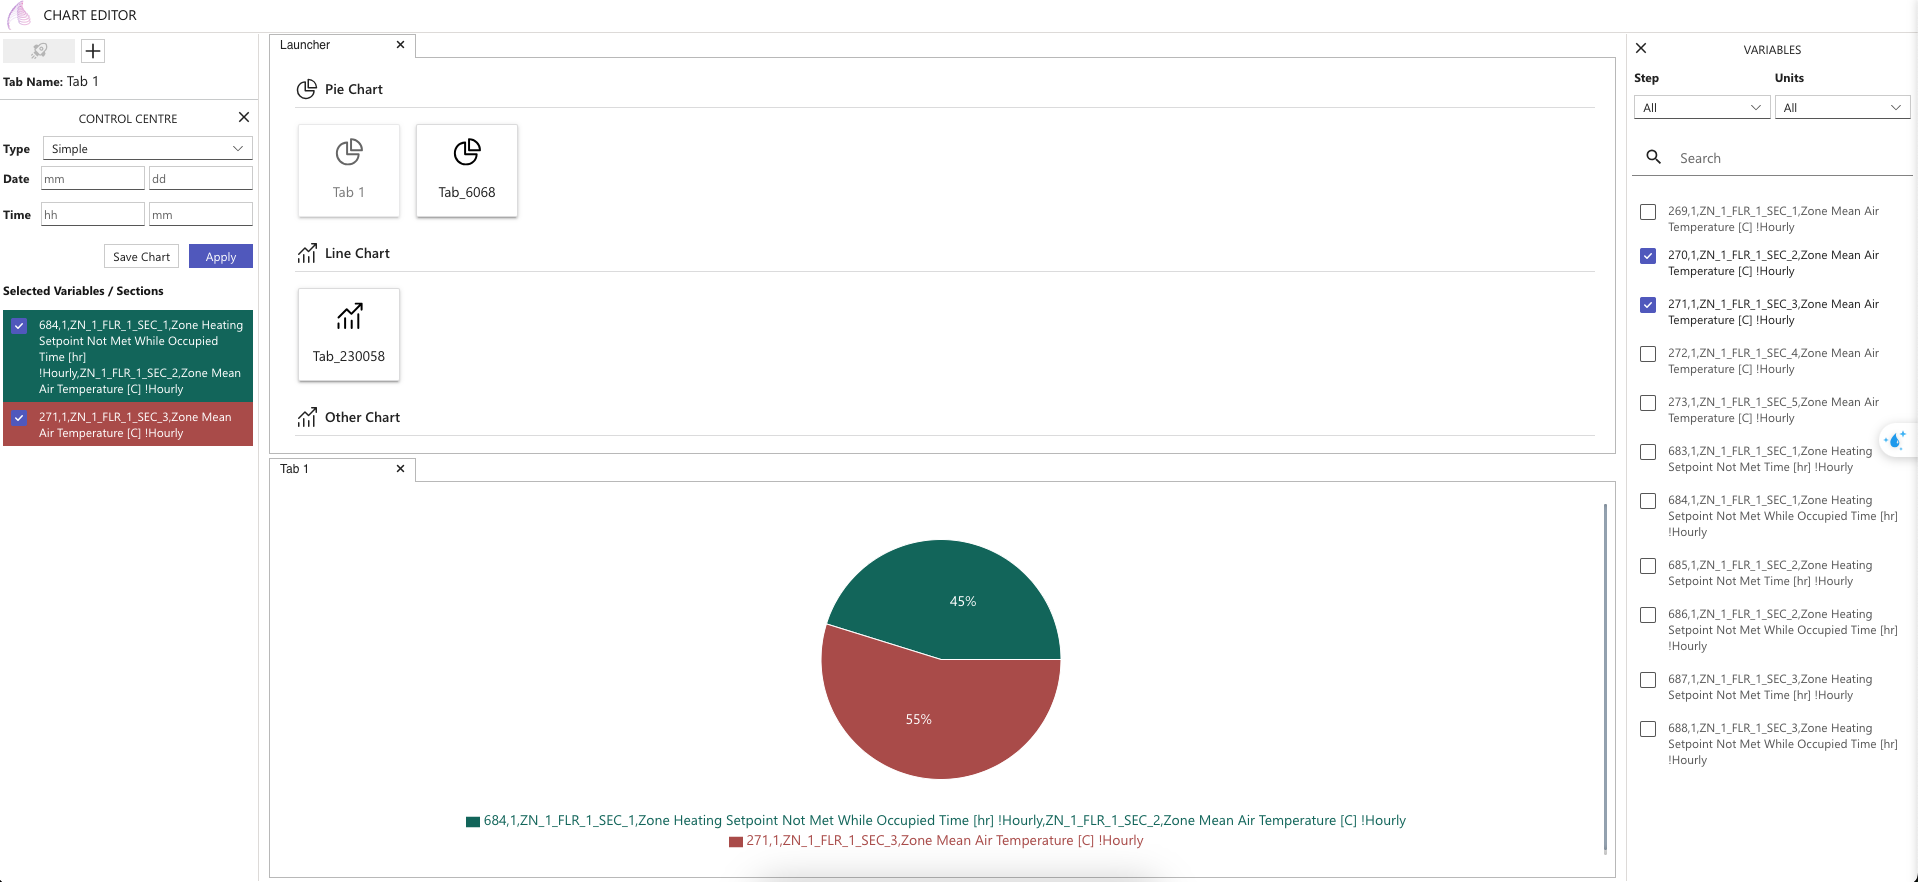 CHART EDITOR
Tab Name: Tab 1
CONTROL CENTRE
Type
Simple
Date
mm
dd
Time
hh
mm
Save Chart
Apply
Selected Variables / Sections
684,1,ZN_1_FLR_1_SEC_1,Zone Heating
Setpoint Not Met While Occupied
Time [hr]
!Hourly,ZN_1_FLR_1_SEC_2,Zone Mean
Air Temperature [C] !Hourly
271,1,ZN_1_FLR_1_SEC_3,Zone Mean
Air Temperature [C] !Hourly
Launcher
Pie Chart
Tab 1
Tab_6068
Line Chart
Tab_230058
Other Chart
Tab 1
45%
55%
684,1,ZN_1_FLR_1_SEC_1,Zone Heating Setpoint Not Met While Occupied Time [hr] !Hourly,ZN_1_FLR_1_SEC_2,Zone Mean Air Temperature [C] !Hourly
271,1,ZN_1_FLR_1_SEC_3,Zone Mean Air Temperature [C] !Hourly
VARIABLES
Step
Units
All
All
Search
269,1,ZN_1_FLR_1_SEC_1,Zone Mean Air
Temperature [C] !Hourly
270,1,ZN_1_FLR_1_SEC_2,Zone Mean Air
Temperature [C] !Hourly
271,1,ZN_1_FLR_1_SEC_3,Zone Mean Air
Temperature [C] !Hourly
272,1,ZN_1_FLR_1_SEC_4,Zone Mean Air
Temperature [C] !Hourly
273,1,ZN_1_FLR_1_SEC_5,Zone Mean Air
Temperature [C] !Hourly
683,1,ZN_1_FLR_1_SEC_1,Zone Heating
Setpoint Not Met Time [hr] !Hourly
684,1,ZN_1_FLR_1_SEC_1,Zone Heating
Setpoint Not Met While Occupied Time [hr]
!Hourly
685,1,ZN_1_FLR_1_SEC_2,Zone Heating
Setpoint Not Met Time [hr] !Hourly
686,1,ZN_1_FLR_1_SEC_2,Zone Heating
Setpoint Not Met While Occupied Time [hr]
!Hourly
687,1,ZN_1_FLR_1_SEC_3,Zone Heating
Setpoint Not Met Time [hr] !Hourly
688,1,ZN_1_FLR_1_SEC_3,Zone Heating
Setpoint Not Met While Occupied Time [hr]
!Hourly